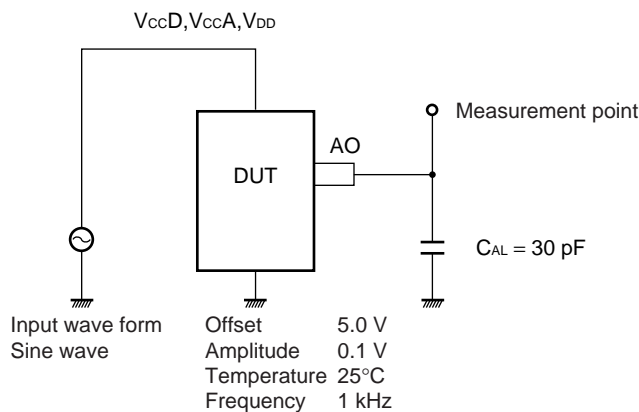 VCCD,VCCA,VDD
Measurement point
AO
DUT
CAL = 30 pF
Input wave form
Sine wave
Offset 5.0 V
Amplitude 0.1 V
Temperature 25°C
Frequency 1 kHz